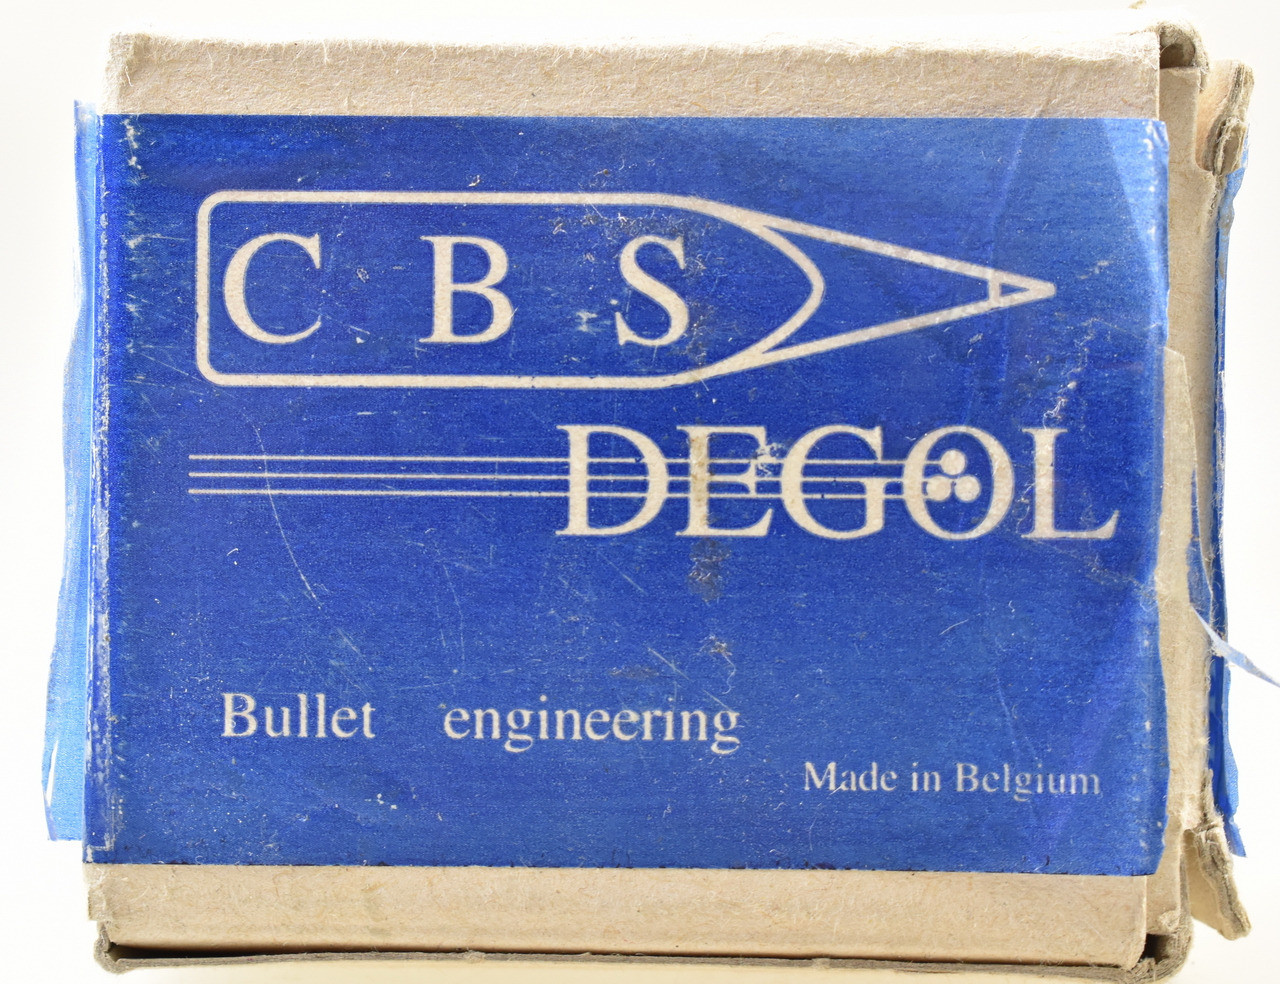 C B S
DEGOL
Bullet engineering
Made in Belgium